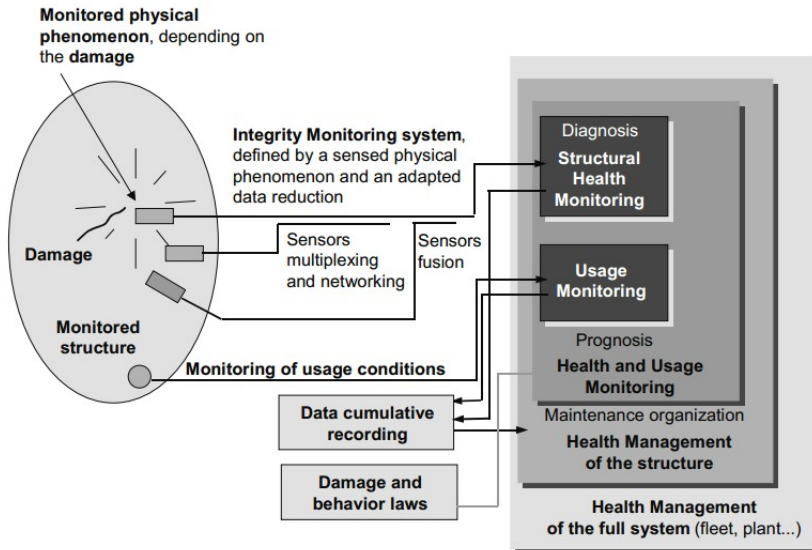 Monitored physical
phenomenon, depending on
the damage
Integrity Monitoring system,
defined by a sensed physical
phenomenon and an adapted
data reduction
Damage
Sensors
multiplexing
and networking
Sensors
fusion
Monitored
structure
Monitoring of usage conditions
Data cumulative
recording
Damage and
behavior laws
Diagnosis
Structural
Health
Monitoring
Usage
Monitoring
Prognosis
Health and Usage
Monitoring
Maintenance organization
Health Management
of the structure
Health Management
of the full system (fleet, plant...)